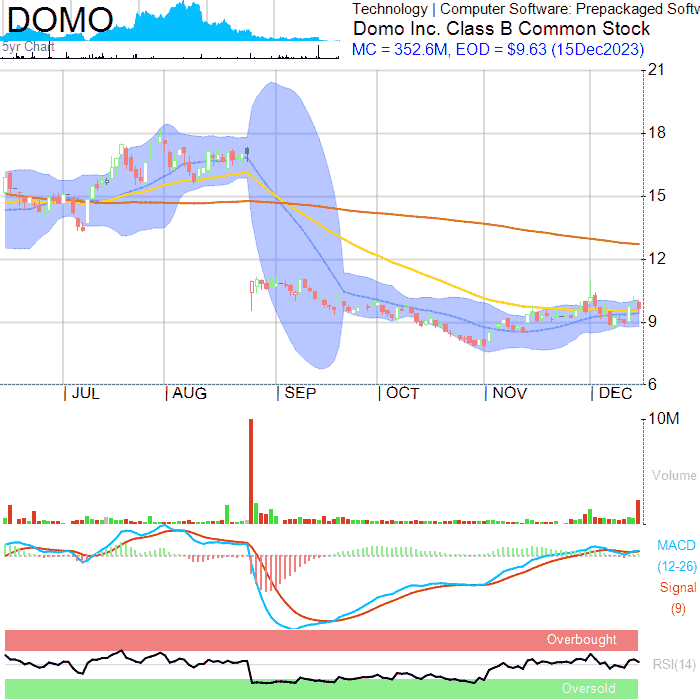 DOMO
5yr Chart
Technology | Computer Software: Prepackaged Softw
Domo Inc. Class B Common Stock
MC = 352.6M, EOD = $9.63 (15Dec2023)
21
18
15
12
9
6
JUL
AUG
SEP
OCT
NOV
DEC
10M
Volume
MACD
(12-26)
Signal
(9)
Overbought
RSI(14)
Oversold